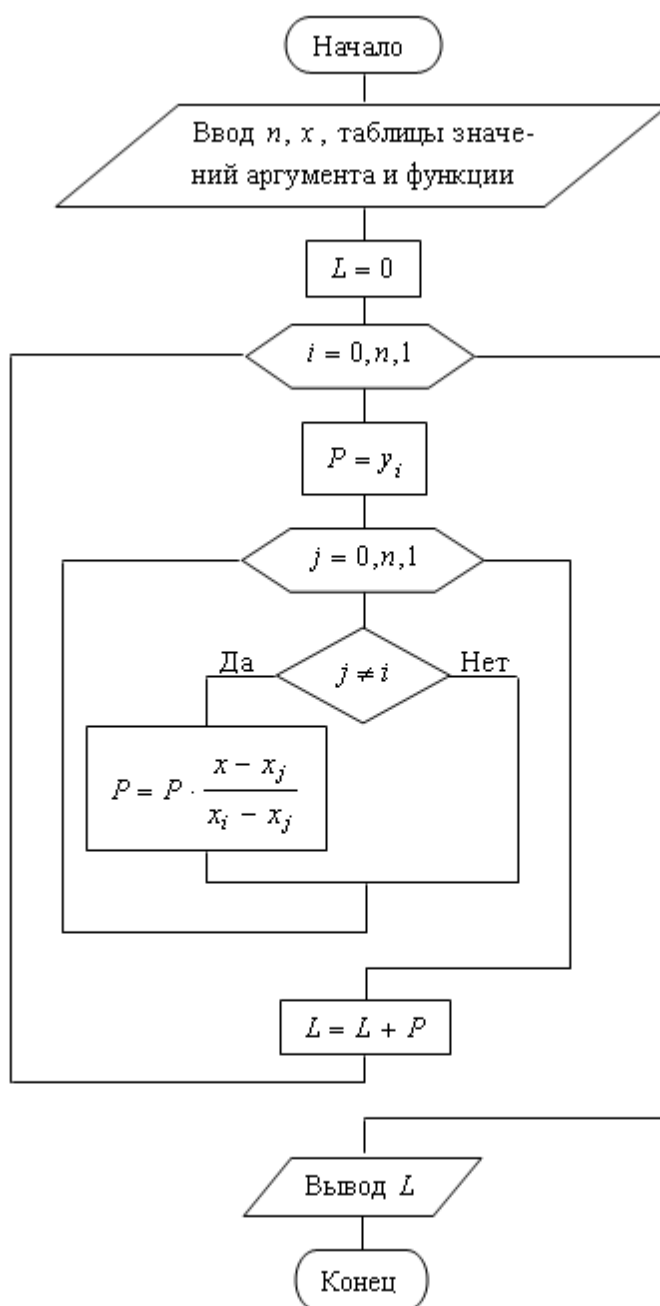 Начало
Ввод n, x, таблицы значе-
ний аргумента и функции
L = 0
i = 0, n, 1
P = y_i
j = 0, n, 1
Да
j ≠ i
Нет
P = P · \frac{x - x_j}{x_i - x_j}
L = L + P
Вывод L
Конец